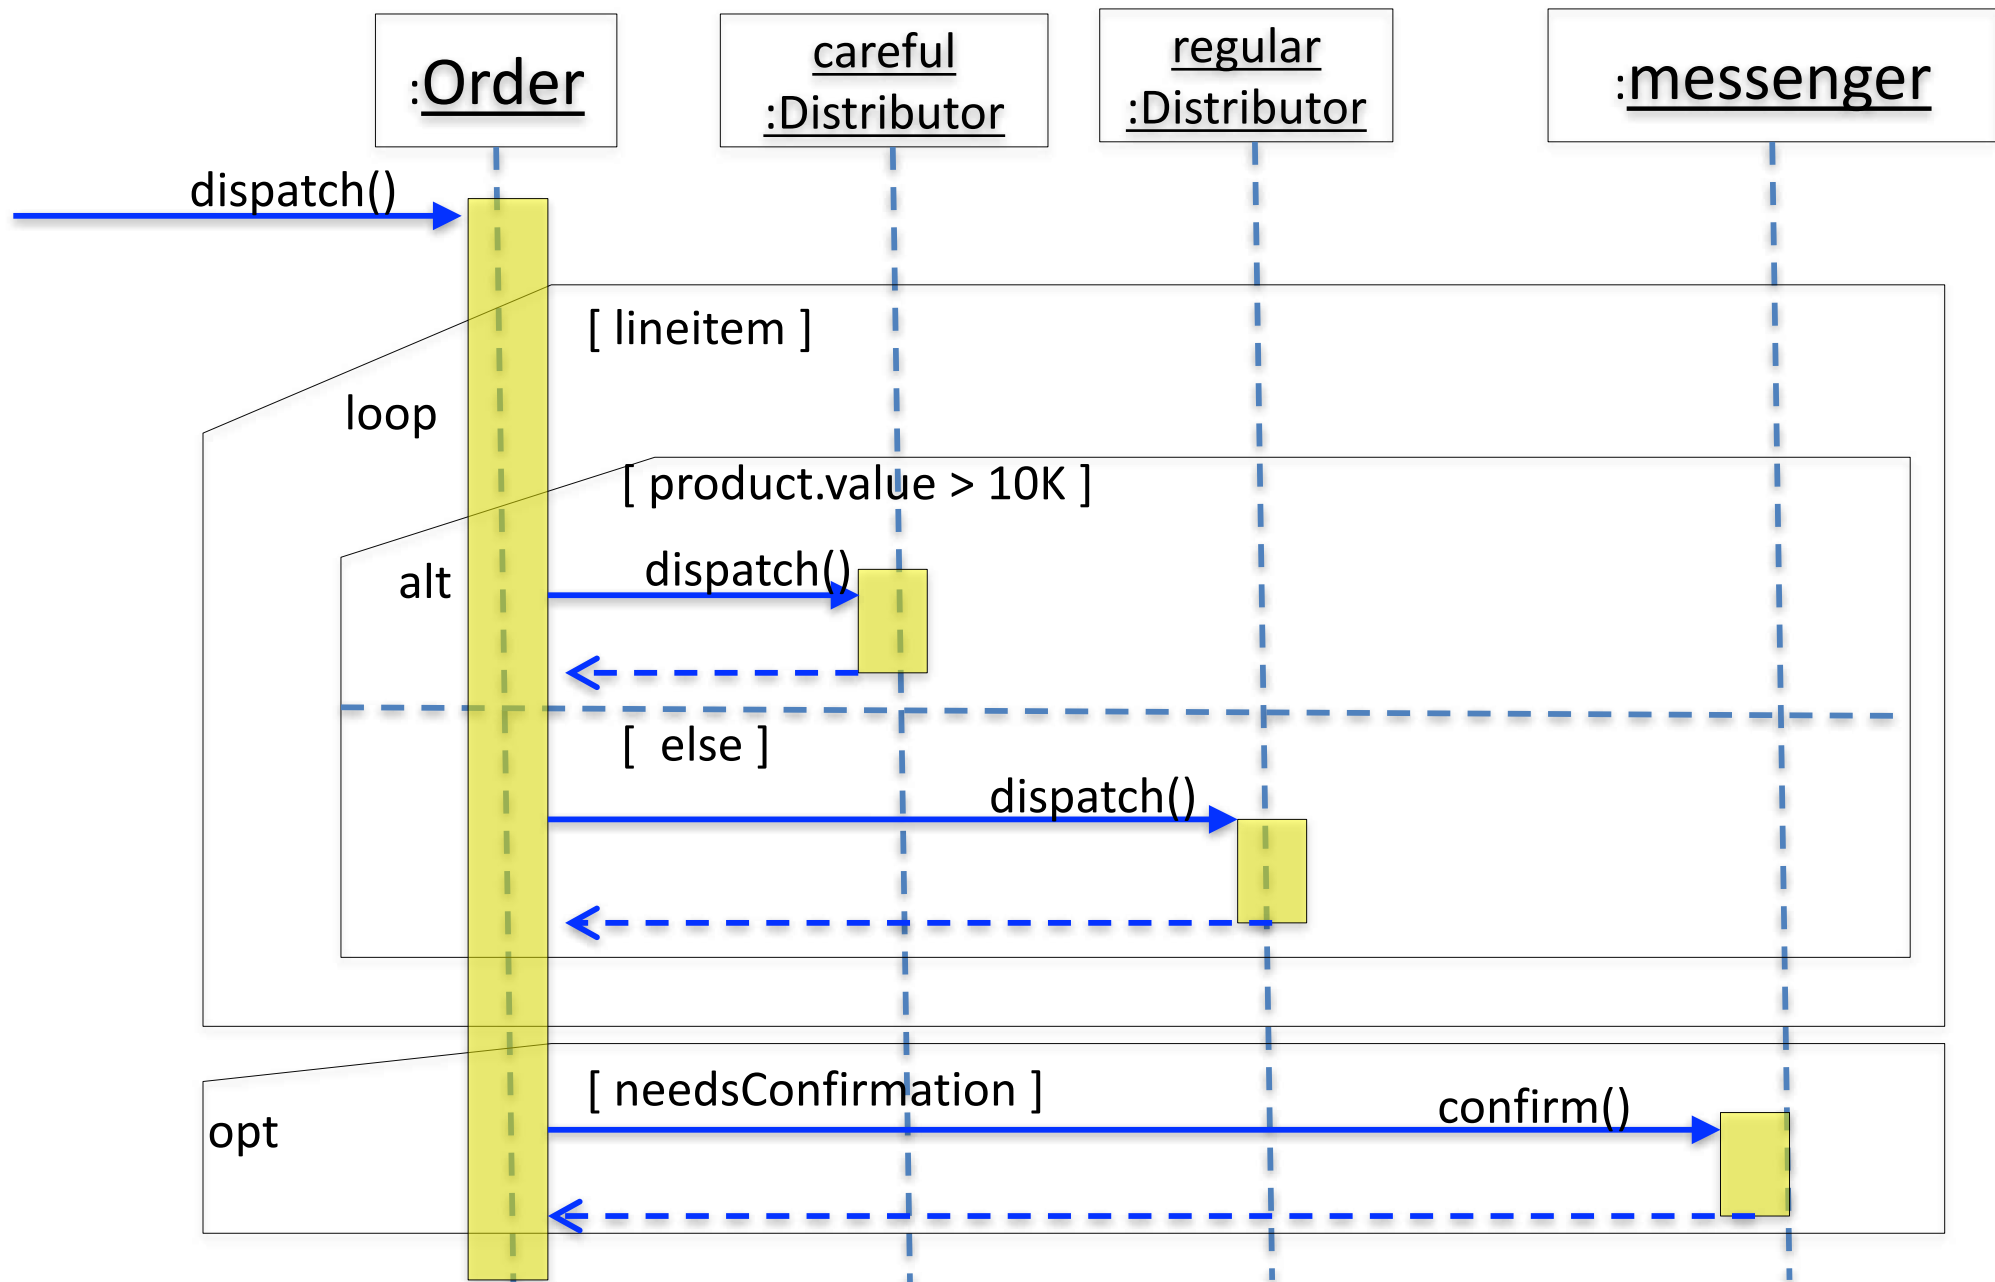 :Order
careful
:Distributor
regular
:Distributor
:messenger
dispatch()
[ lineitem ]
loop
[ product.value > 10K ]
alt
dispatch()
[ else ]
dispatch()
[ needsConfirmation ]
confirm()
opt